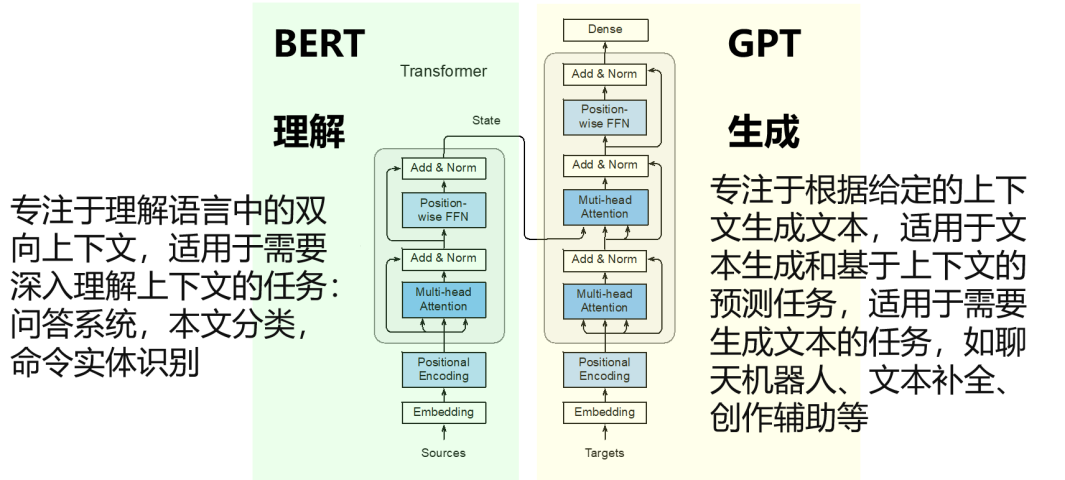 BERT
理解
专注于理解语言中的双
向上下文，适用于需要
深入理解上下文的任务：
问答系统，本文分类，
命令实体识别
Transformer
State
Add & Norm
Position-
wise FFN
Add & Norm
Multi-head
Attention
Positional
Encoding
Embedding
Sources
Dense
Add & Norm
Position-
wise FFN
Add & Norm
Muti-head
Attention
Add & Norm
Multi-head
Attention
Positional
Encoding
Embedding
Targets
GPT
生成
专注于根据给定的上下
文生成文本，适用于文
本生成和基于上下文的
预测任务，适用于需要
生成文本的任务，如聊
天机器人、文本补全、
创作辅助等